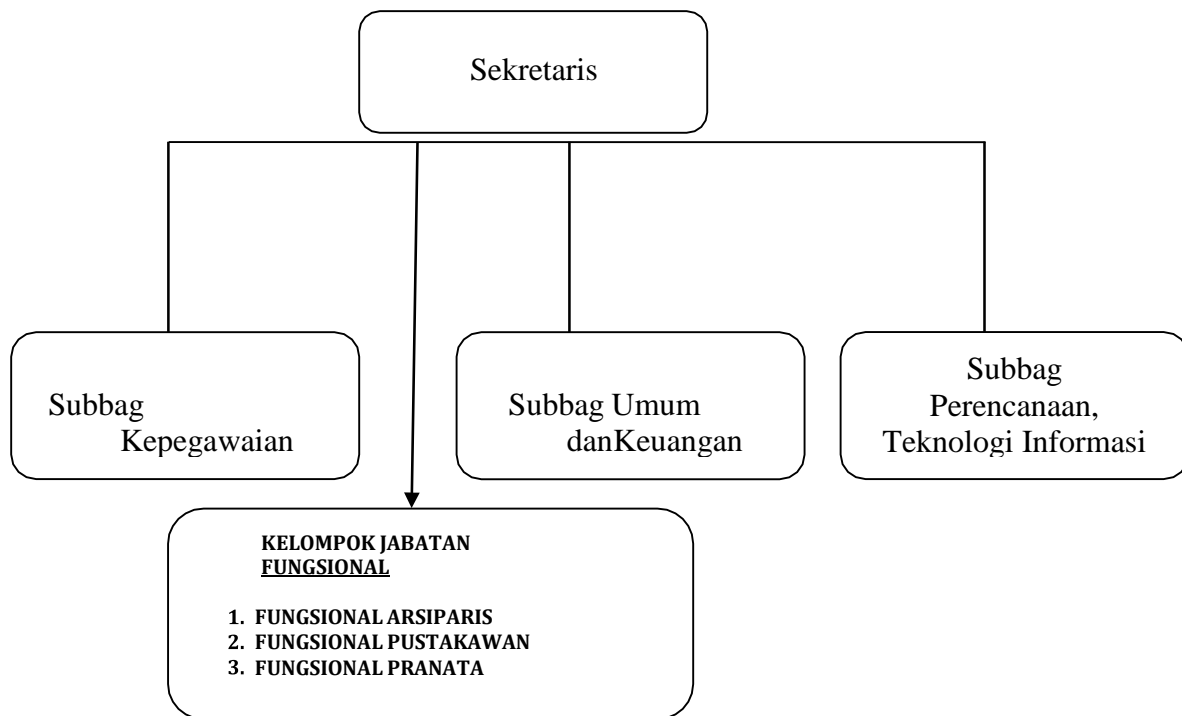 Sekretaris
Subbag
Kepegawaian
Subbag Umum
danKeuangan
Subbag
Perencanaan,
Teknologi Informasi
KELOMPOK JABATAN
FUNGSIONAL
1. FUNGSIONAL ARSIPARIS
2. FUNGSIONAL PUSTAKAWAN
3. FUNGSIONAL PRANATA